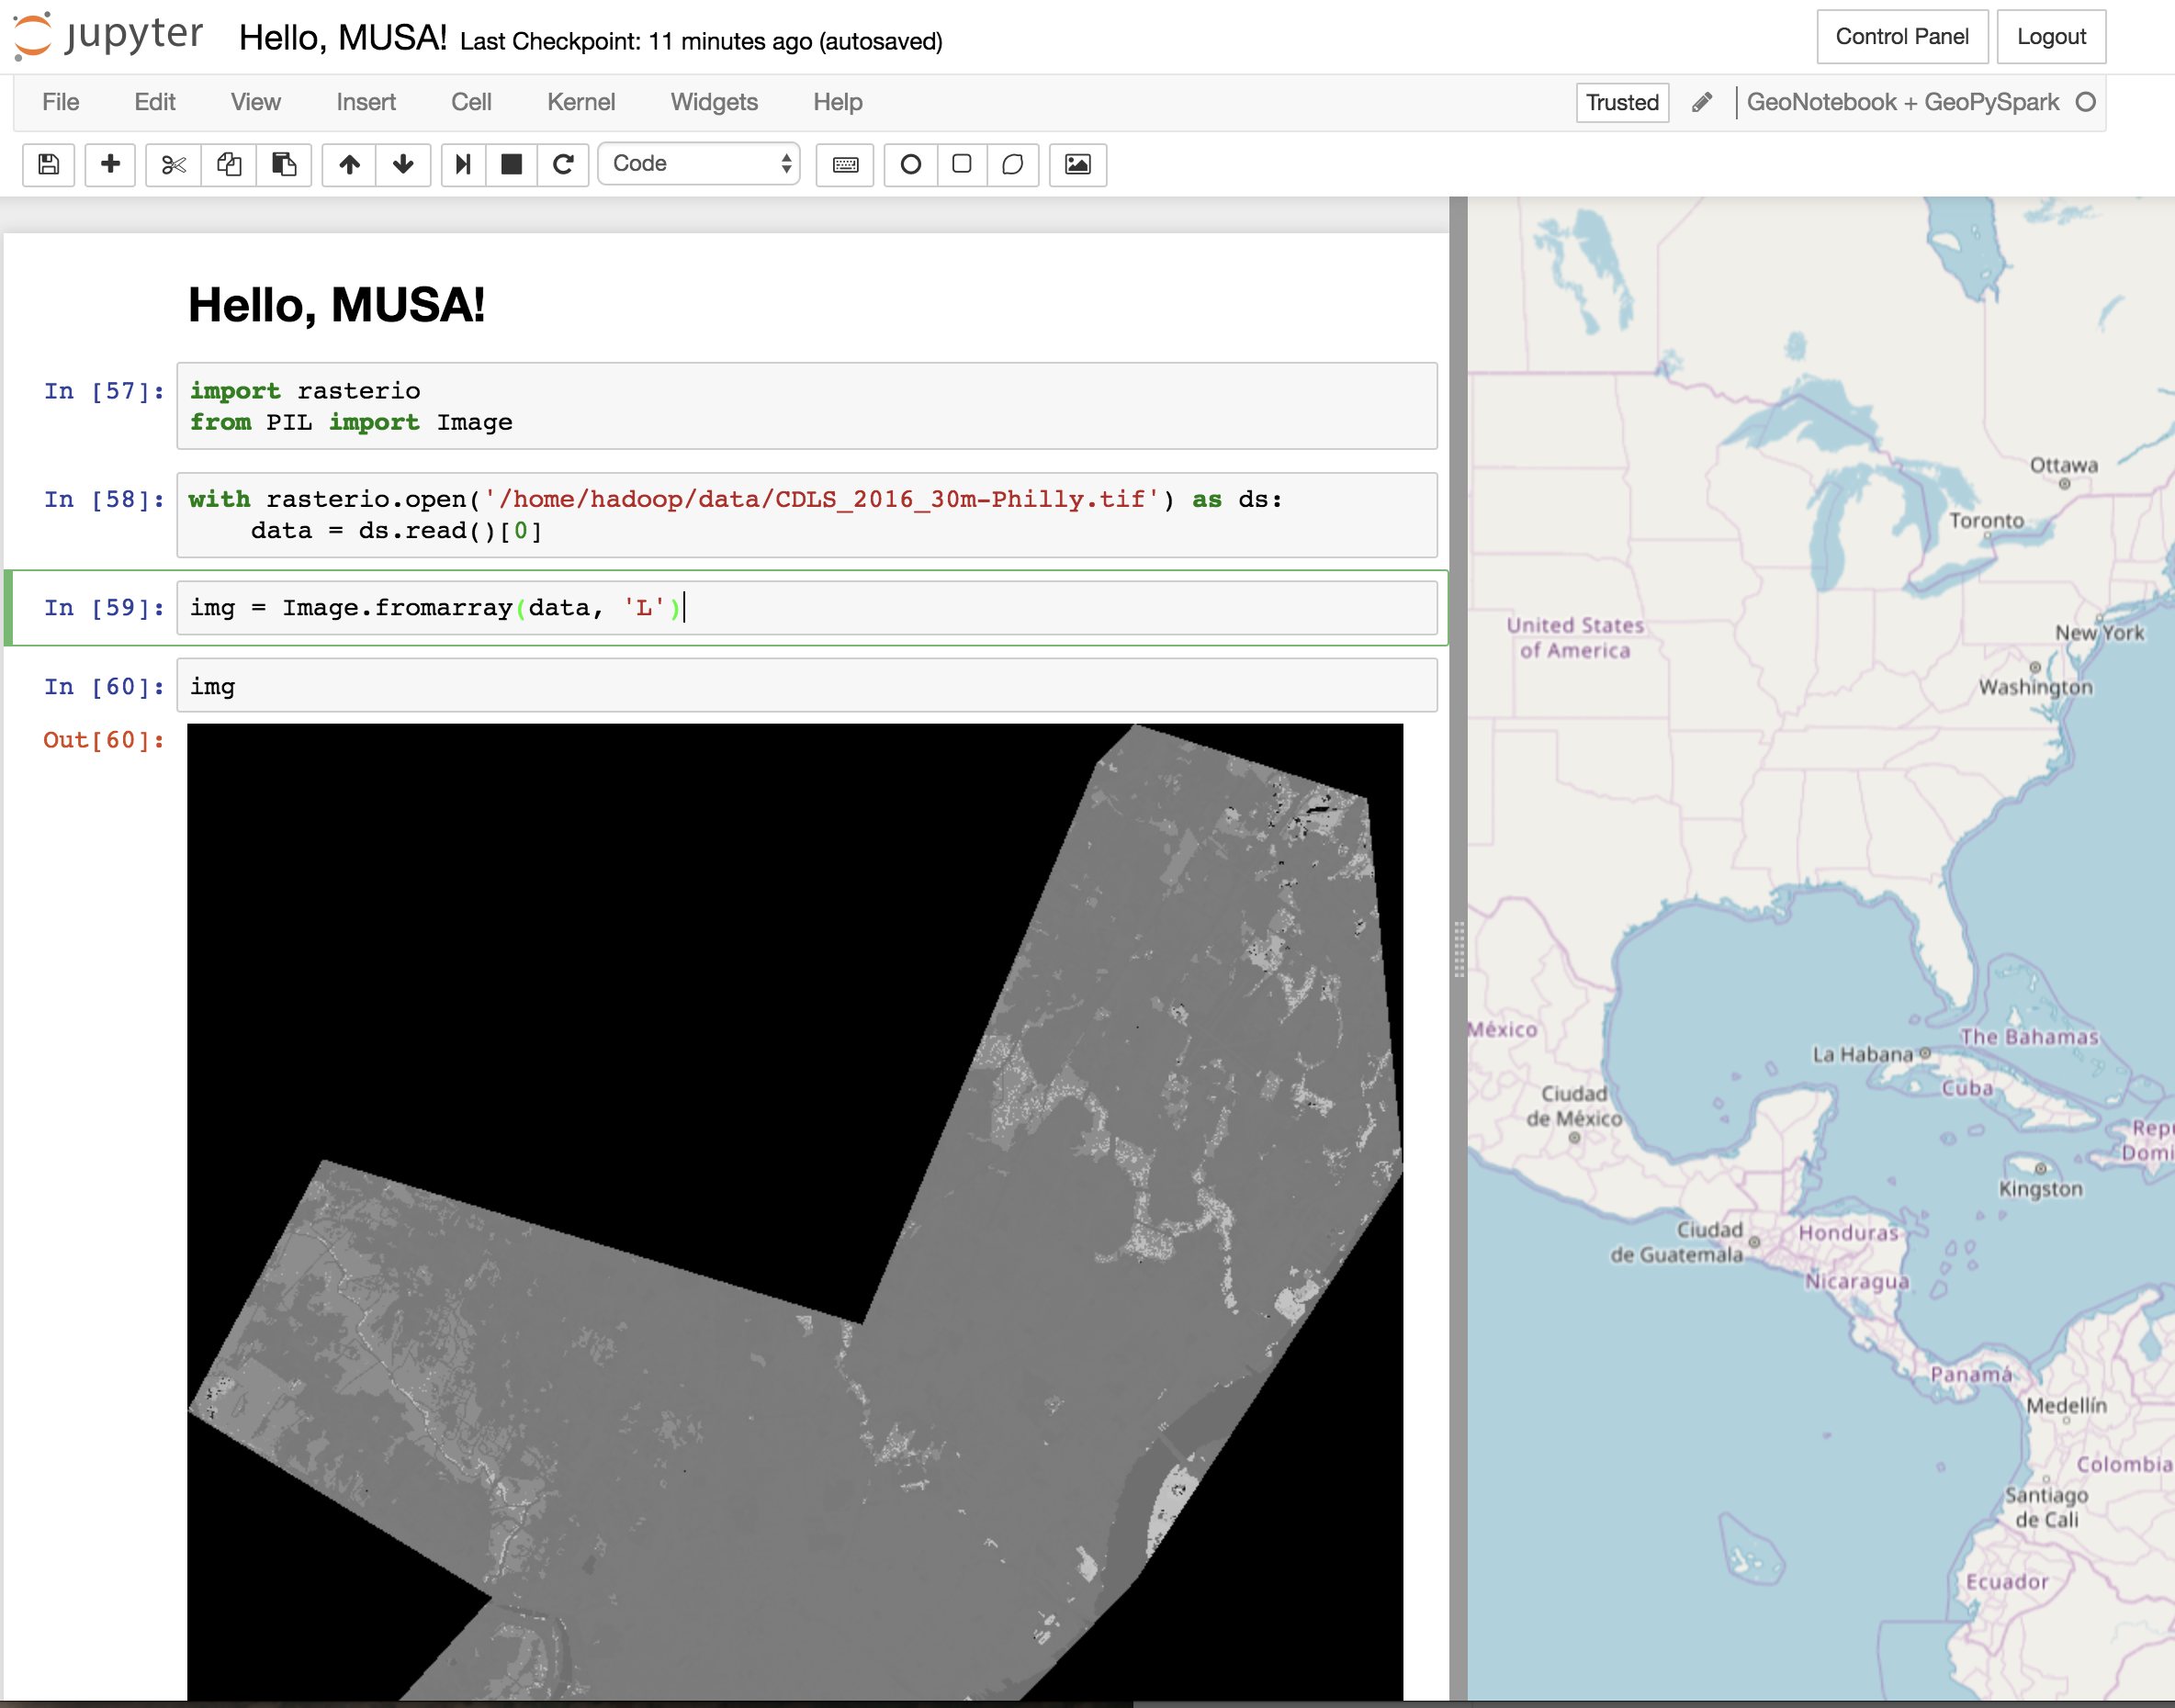 jupyter Hello, MUSA! Last Checkpoint: 11 minutes ago (autosaved)
Control Panel
Logout
File Edit View Insert Cell Kernel Widgets Help
Trusted
GeoNotebook + GeoPySpark
Code
Hello, MUSA!
In [57]:
import rasterio
from PIL import Image
In [58]:
with rasterio.open('/home/hadoop/data/CDLS_2016_30m-Philly.tif') as ds:
    data = ds.read()[0]
In [59]:
img = Image.fromarray(data, 'L')
In [60]:
img
Out[60]:
Ottawa
Toronto
United States
of America
New York
Washington
México
The Bahamas
La Habana
Cuba
Ciudad
de México
Rep
Domi
Kingston
Ciudad
de Guatemala
Honduras
Nicaragua
Panamá
Medellín
Colombia
Santiago
de Cali
Ecuador